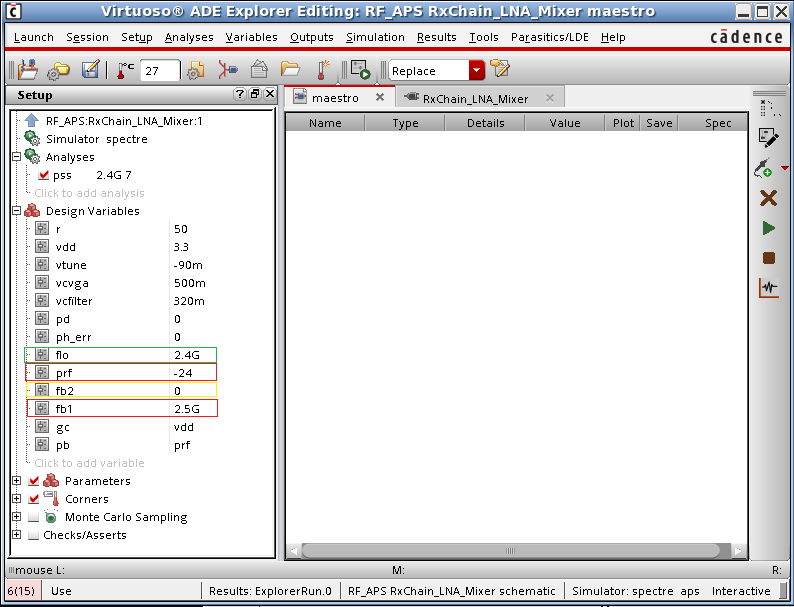 Virtuoso® ADE Explorer Editing: RF_APS RxChain_LNA_Mixer maestro
Launch Session Setup Analyses Variables Outputs Simulation Results Tools Parasitics/LDE Help cādence
°C 27 Replace
Setup
maestro
RxChain_LNA_Mixer
Name Type Details Value Plot Save Spec
RF_APS:RxChain_LNA_Mixer:1
Simulator spectre
Analyses
pss 2.4G 7
Click to add analysis
Design Variables
r 50
vdd 3.3
vtune -90m
vcvga 500m
vcfilter 320m
pd 0
ph_err 0
flo 2.4G
prf -24
fb2 0
fb1 2.5G
gc vdd
pb prf
Click to add variable
Parameters
Corners
Monte Carlo Sampling
Checks/Asserts
mouse L: M: R:
6(15) Use Results: ExplorerRun.0 RF_APS RxChain_LNA_Mixer schematic Simulator: spectre aps Interactive